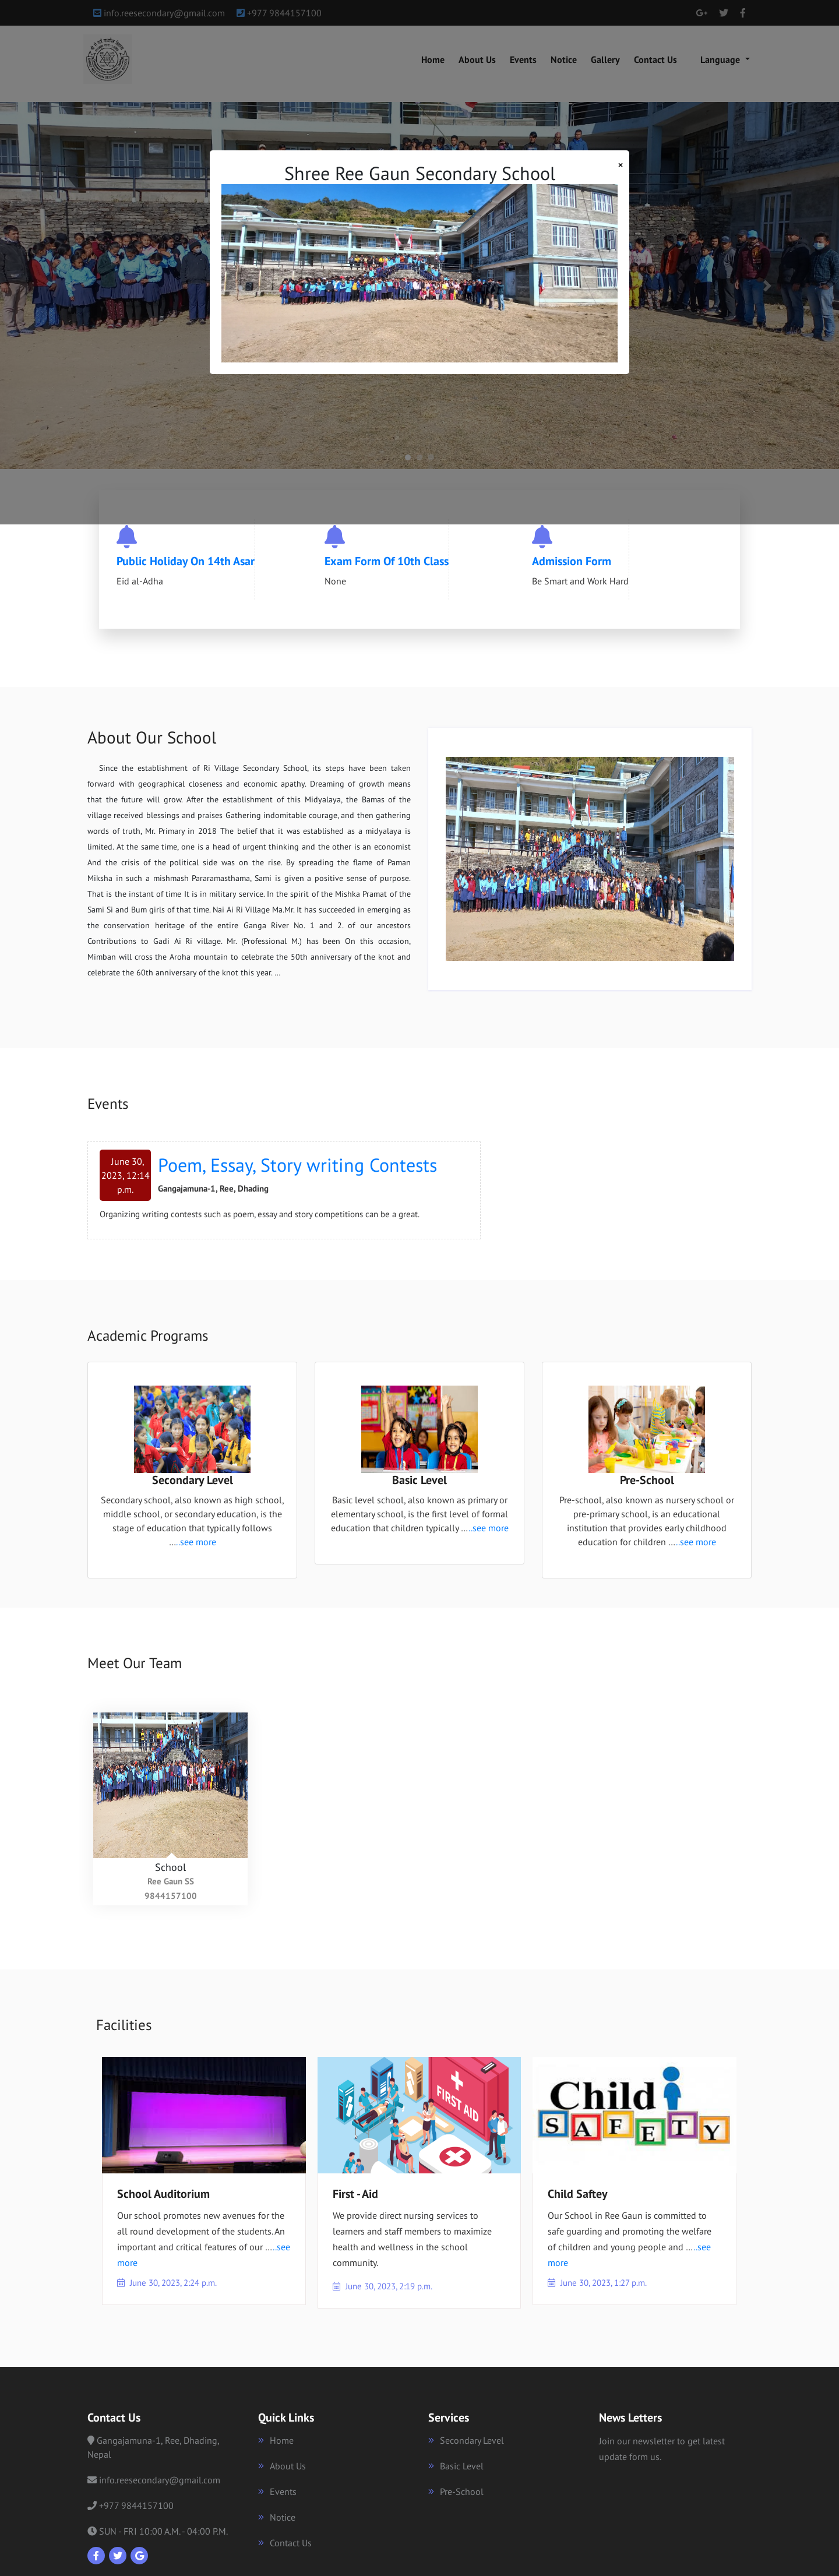 info.reesecondary@gmail.com +977 9844157100
Home About Us Events Notice Gallery Contact Us Language
×
Shree Ree Gaun Secondary School
Public Holiday On 14th Asar
Eid al-Adha
Exam Form Of 10th Class
None
Admission Form
Be Smart and Work Hard
About Our School
Since the establishment of Ri Village Secondary School, its steps have been taken
forward with geographical closeness and economic apathy. Dreaming of growth means
that the future will grow. After the establishment of this Midyalaya, the Bamas of the
village received blessings and praises Gathering indomitable courage, and then gathering
words of truth, Mr. Primary in 2018 The belief that it was established as a midyalaya is
limited. At the same time, one is a head of urgent thinking and the other is an economist
And the crisis of the political side was on the rise. By spreading the flame of Paman
Miksha in such a mishmash Pararamasthama, Sami is given a positive sense of purpose.
That is the instant of time It is in military service. In the spirit of the Mishka Pramat of the
Sami Si and Bum girls of that time. Nai Ai Ri Village Ma.Mr. It has succeeded in emerging as
the conservation heritage of the entire Ganga River No. 1 and 2. of our ancestors
Contributions to Gadi Ai Ri village. Mr. (Professional M.) has been On this occasion,
Mimban will cross the Aroha mountain to celebrate the 50th anniversary of the knot and
celebrate the 60th anniversary of the knot this year. ...
Events
June 30,
2023, 12:14
p.m.
Poem, Essay, Story writing Contests
Gangajamuna-1, Ree, Dhading
Organizing writing contests such as poem, essay and story competitions can be a great.
Academic Programs
Secondary Level
Secondary school, also known as high school,
middle school, or secondary education, is the
stage of education that typically follows
.....see more
Basic Level
Basic level school, also known as primary or
elementary school, is the first level of formal
education that children typically .....see more
Pre-School
Pre-school, also known as nursery school or
pre-primary school, is an educational
institution that provides early childhood
education for children .....see more
Meet Our Team
School
Ree Gaun SS
9844157100
Facilities
School Auditorium
Our school promotes new avenues for the
all round development of the students. An
important and critical features of our .....see
more
June 30, 2023, 2:24 p.m.
FIRST AID
First - Aid
We provide direct nursing services to
learners and staff members to maximize
health and wellness in the school
community.
June 30, 2023, 2:19 p.m.
Child
SAFETY
Child Saftey
Our School in Ree Gaun is committed to
safe guarding and promoting the welfare
of children and young people and .....see
more
June 30, 2023, 1:27 p.m.
Contact Us
Gangajamuna-1, Ree, Dhading,
Nepal
info.reesecondary@gmail.com
+977 9844157100
SUN - FRI 10:00 A.M. - 04:00 P.M.
Quick Links
Home
About Us
Events
Notice
Contact Us
Services
Secondary Level
Basic Level
Pre-School
News Letters
Join our newsletter to get latest
update form us.